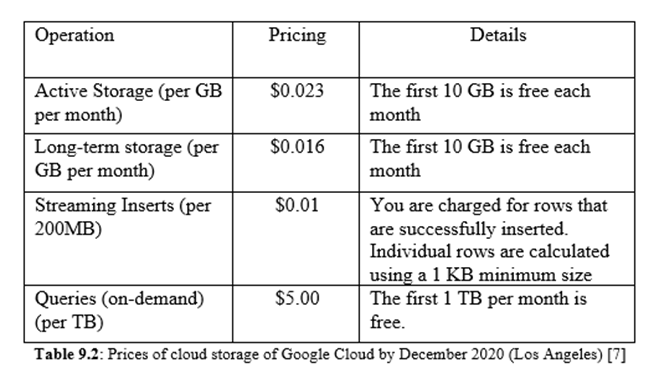 Operation Pricing Details
Active Storage (per GB $0.023 The first 10 GB is free each
per month) month
Long-term storage (per $0.016 The first 10 GB is free each
GB per month) month
Streaming Inserts (per $0.01 You are charged for rows that
200MB) are successfully inserted.
Individual rows are calculated
using a 1 KB minimum size
Queries (on-demand) $5.00 The first 1 TB per month is
(per TB) free.
Table 9.2: Prices of cloud storage of Google Cloud by December 2020 (Los Angeles) [7]